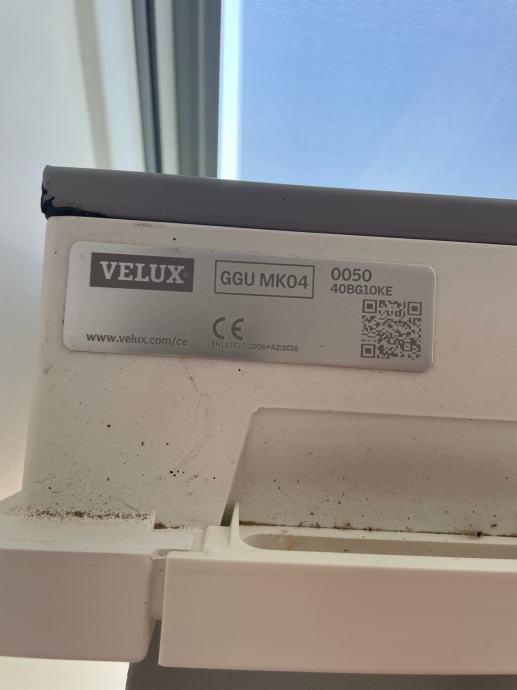 VELUX®
GGU MK04
0050
40BG10KE
www.velux.com/ce
CE
EN14351-1:2006+A2:2016